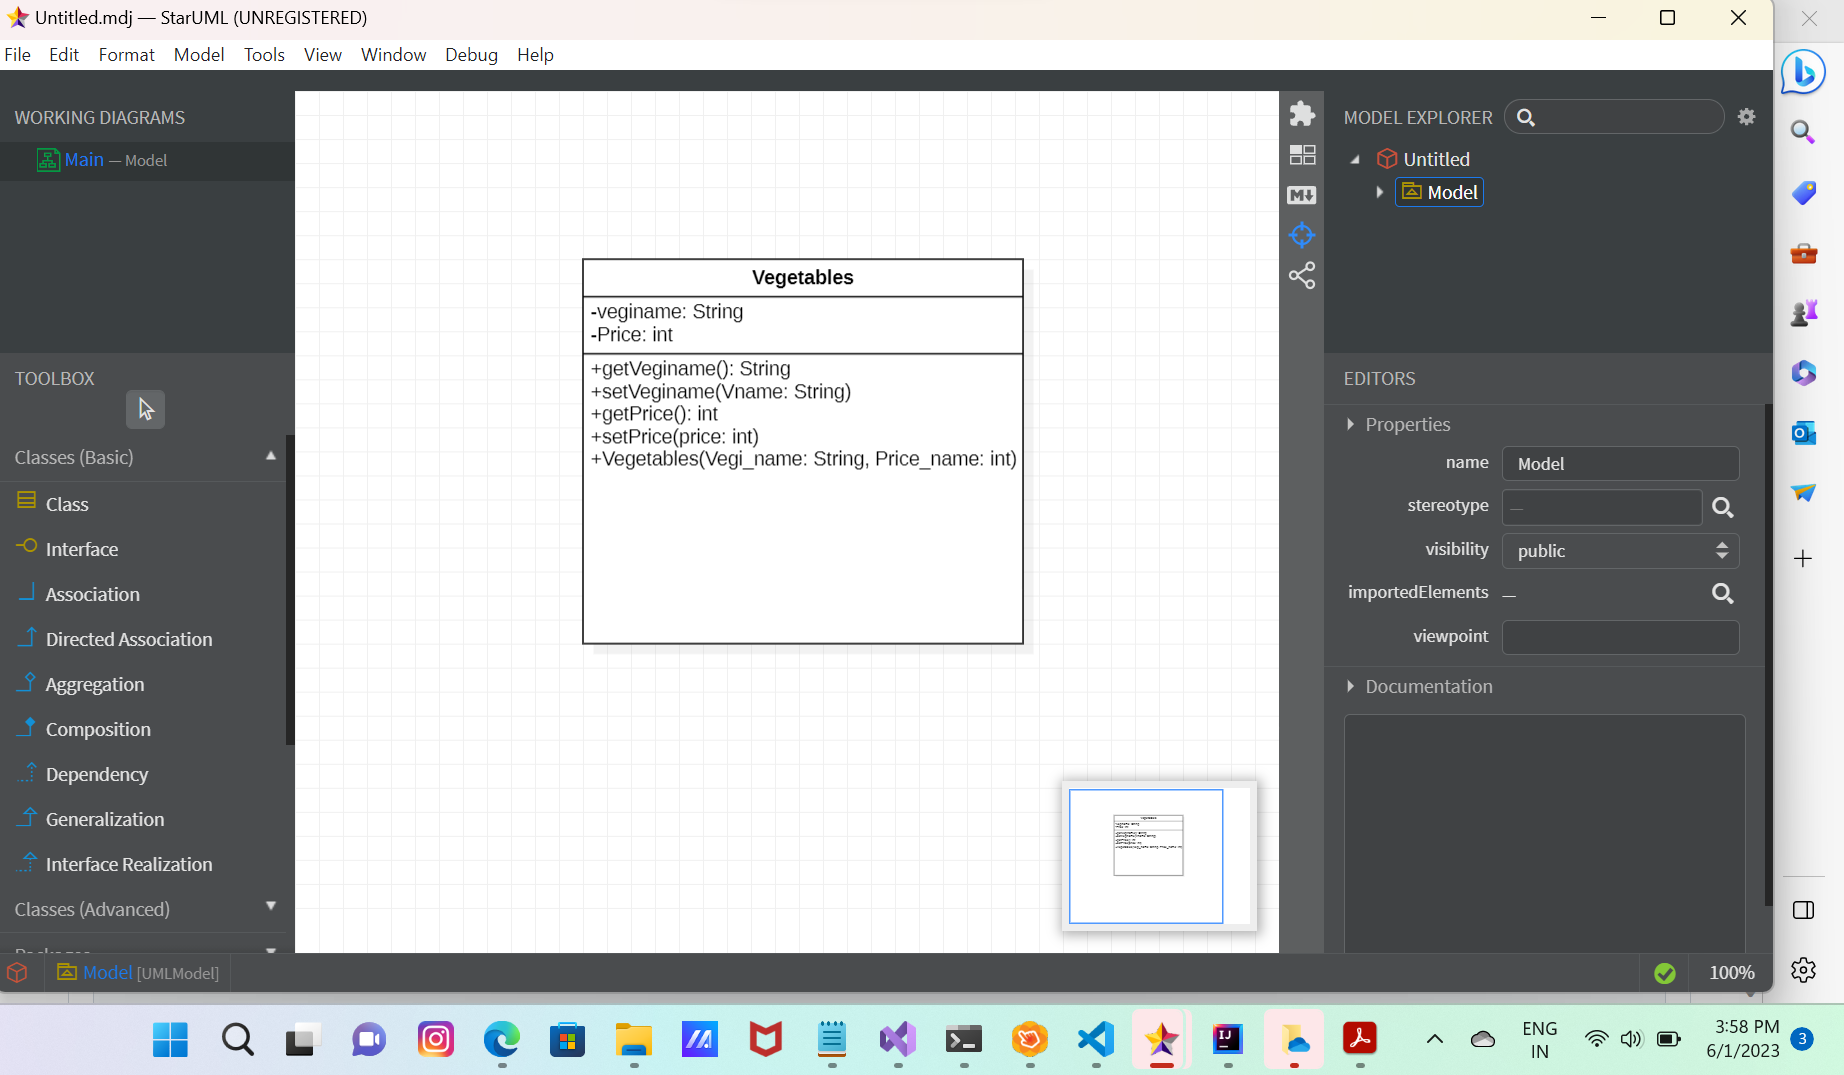 Untitled.mdj — StarUML (UNREGISTERED)
File Edit Format Model Tools View Window Debug Help
WORKING DIAGRAMS
Main — Model
TOOLBOX
Classes (Basic)
Class
Interface
Association
Directed Association
Aggregation
Composition
Dependency
Generalization
Interface Realization
Classes (Advanced)
Vegetables
-veginame: String
-Price: int
+getVeginame(): String
+setVeginame(Vname: String)
+getPrice(): int
+setPrice(price: int)
+Vegetables(Vegi_name: String, Price_name: int)
MODEL EXPLORER
Untitled
Model
EDITORS
Properties
name Model
stereotype —
visibility public
importedElements —
viewpoint
Documentation
Model [UMLModel]
100%
ENG
IN
3:58 PM
6/1/2023
3